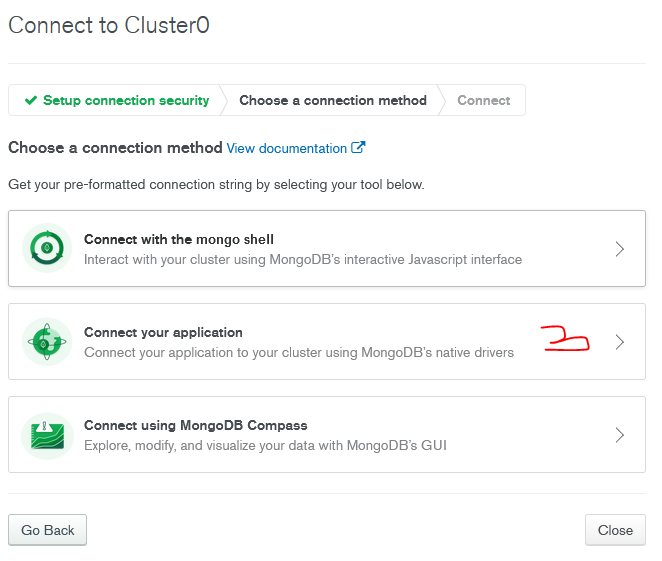 Connect to Cluster0
Setup connection security Choose a connection method Connect
Choose a connection method View documentation
Get your pre-formatted connection string by selecting your tool below.
Connect with the mongo shell
Interact with your cluster using MongoDB's interactive Javascript interface
Connect your application
Connect your application to your cluster using MongoDB's native drivers
Connect using MongoDB Compass
Explore, modify, and visualize your data with MongoDB's GUI
Go Back Close